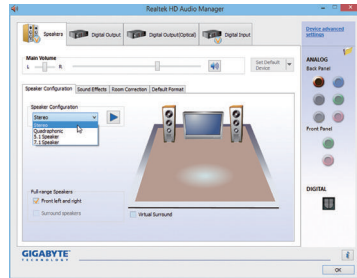 Realtek HD Audio Manager
Speakers
Digital Output
Digital Output(Optical)
Digital Input
Device advanced settings
Main Volume
L
R
Set Default Device
ANALOG
Back Panel
Speaker Configuration
Sound Effects
Room Correction
Default Format
Speaker Configuration
Stereo
Stereo
Quadraphonic
5.1 Speaker
7.1 Speaker
Front Panel
Full-range Speakers
Front left and right
Surround speakers
Virtual Surround
DIGITAL
GIGABYTE
TECHNOLOGY
OK